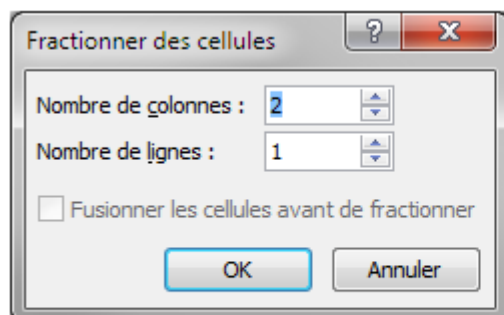 Fractionner des cellules ?
Nombre de colonnes : 2
Nombre de lignes : 1
Fusionner les cellules avant de fractionner
OK Annuler